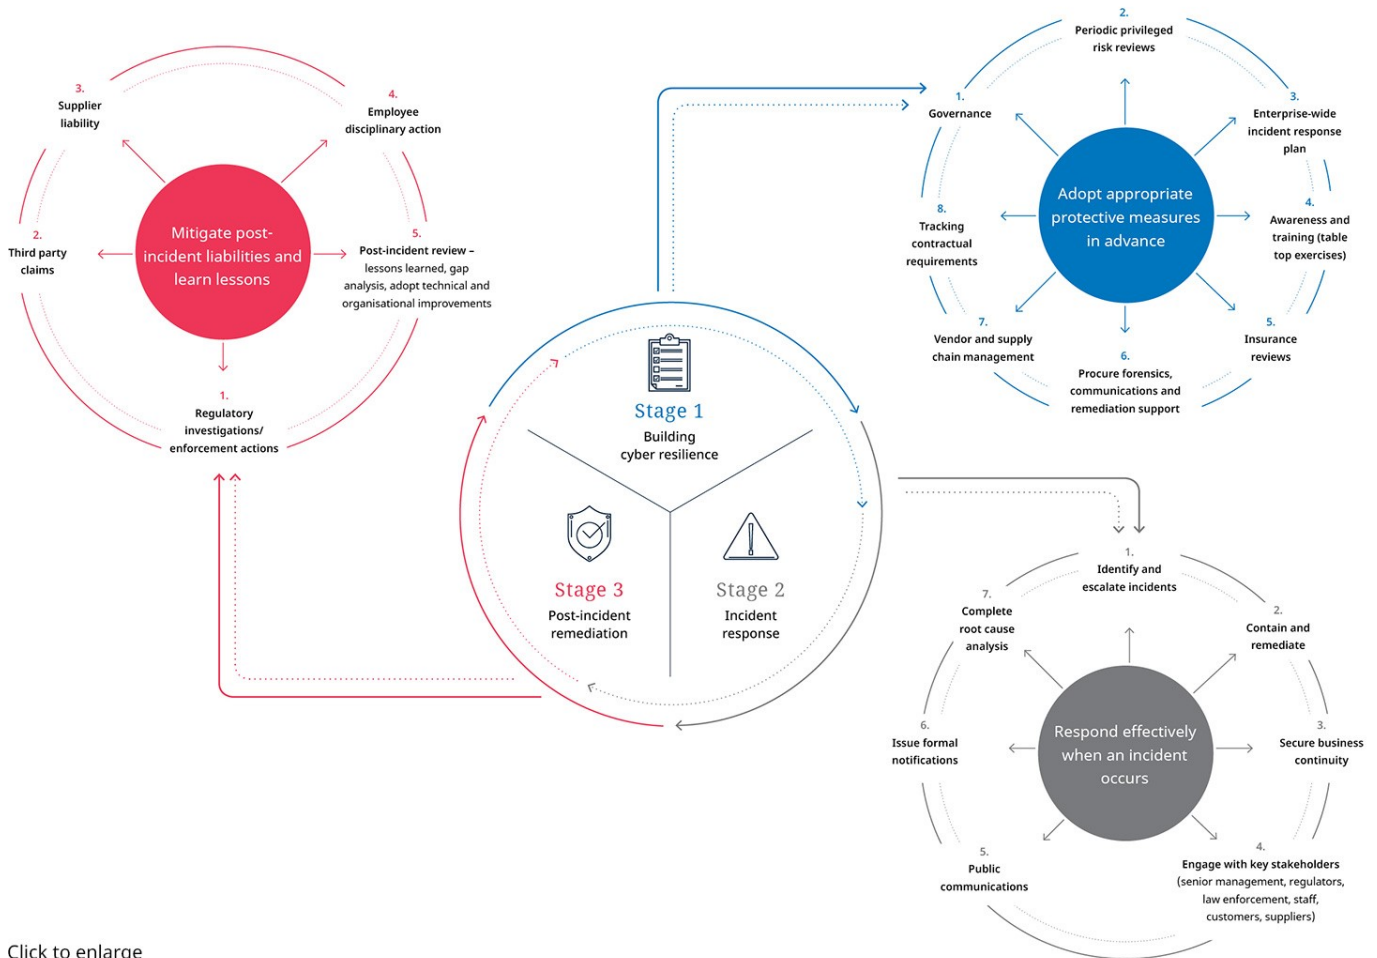 3.
Supplier
liability
4.
Employee
disciplinary action
2.
Third party
claims
Mitigate post-
incident liabilities and
learn lessons
5.
Post-incident review –
lessons learned, gap
analysis, adopt technical and
organisational improvements
1.
Regulatory
investigations/
enforcement actions
2.
Periodic privileged
risk reviews
1.
Governance
3.
Enterprise-wide
incident response
plan
8.
Tracking
contractual
requirements
Adopt appropriate
protective measures
in advance
4.
Awareness and
training (table
top exercises)
7.
Vendor and supply
chain management
5.
Insurance
reviews
6.
Procure forensics,
communications and
remediation support
Stage 1
Building
cyber resilience
Stage 3
Post-incident
remediation
Stage 2
Incident
response
1.
Identify and
escalate incidents
7.
Complete
root cause
analysis
2.
Contain and
remediate
6.
Issue formal
notifications
Respond effectively
when an incident
occurs
3.
Secure business
continuity
5.
Public
communications
4.
Engage with key stakeholders
(senior management, regulators,
law enforcement, staff,
customers, suppliers)
Click to enlarge